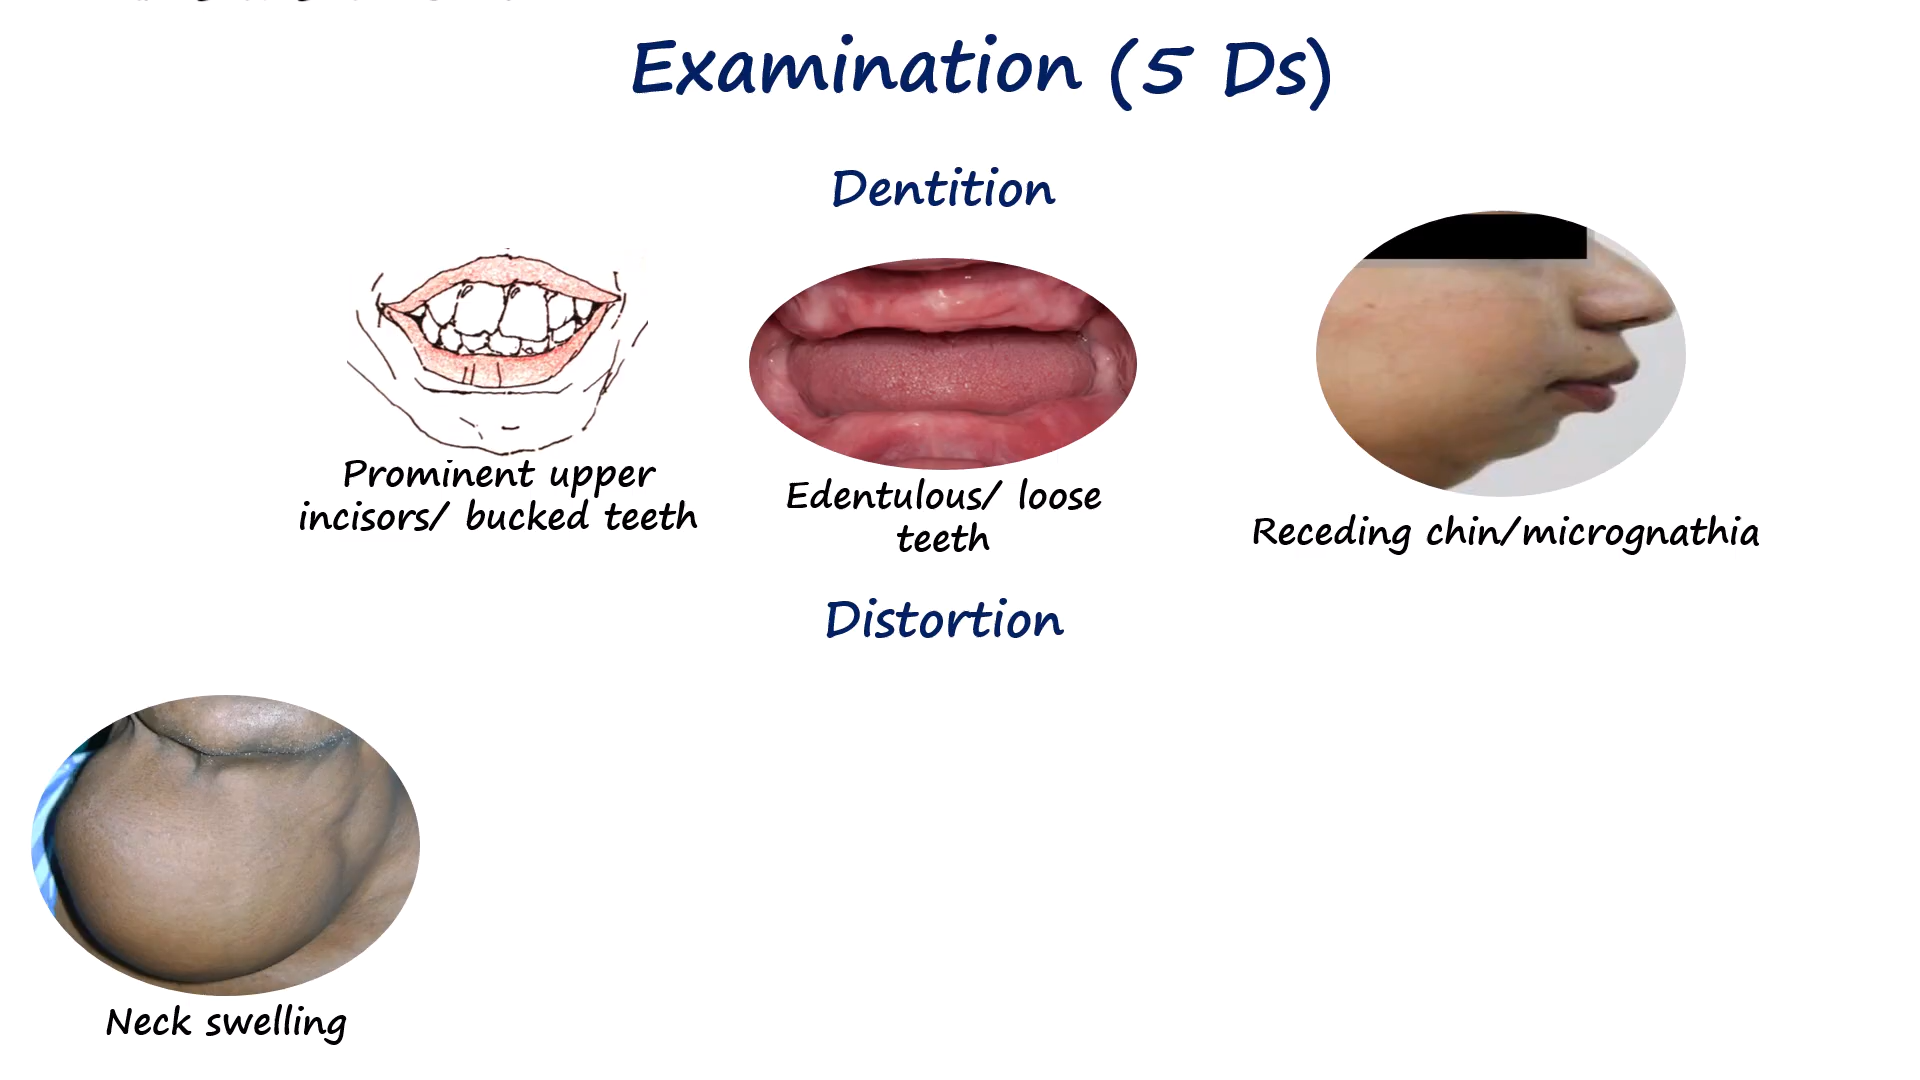 Examination (5 Ds)
Dentition
Prominent upper
incisors/ bucked teeth
Edentulous/ loose
teeth
Receding chin/micrognathia
Distortion
Neck swelling